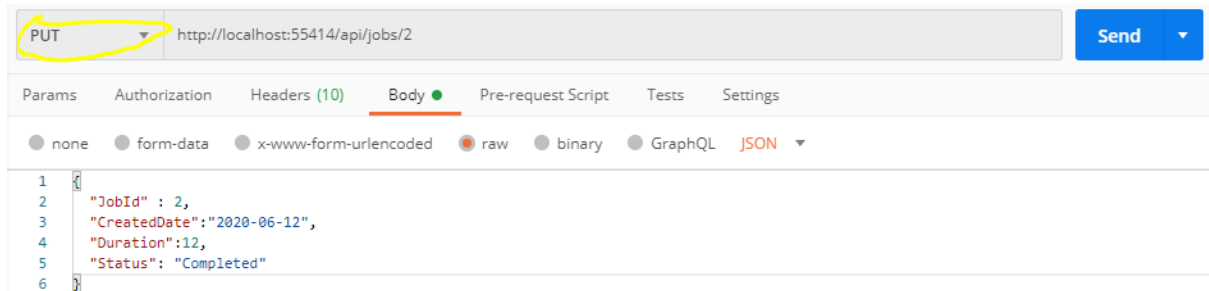 PUT http://localhost:55414/api/jobs/2 Send
Params Authorization Headers (10) Body Pre-request Script Tests Settings
none form-data x-www-form-urlencoded raw binary GraphQL JSON
1 {
2 "JobId" : 2,
3 "CreatedDate":"2020-06-12",
4 "Duration":12,
5 "Status": "Completed"
6 }